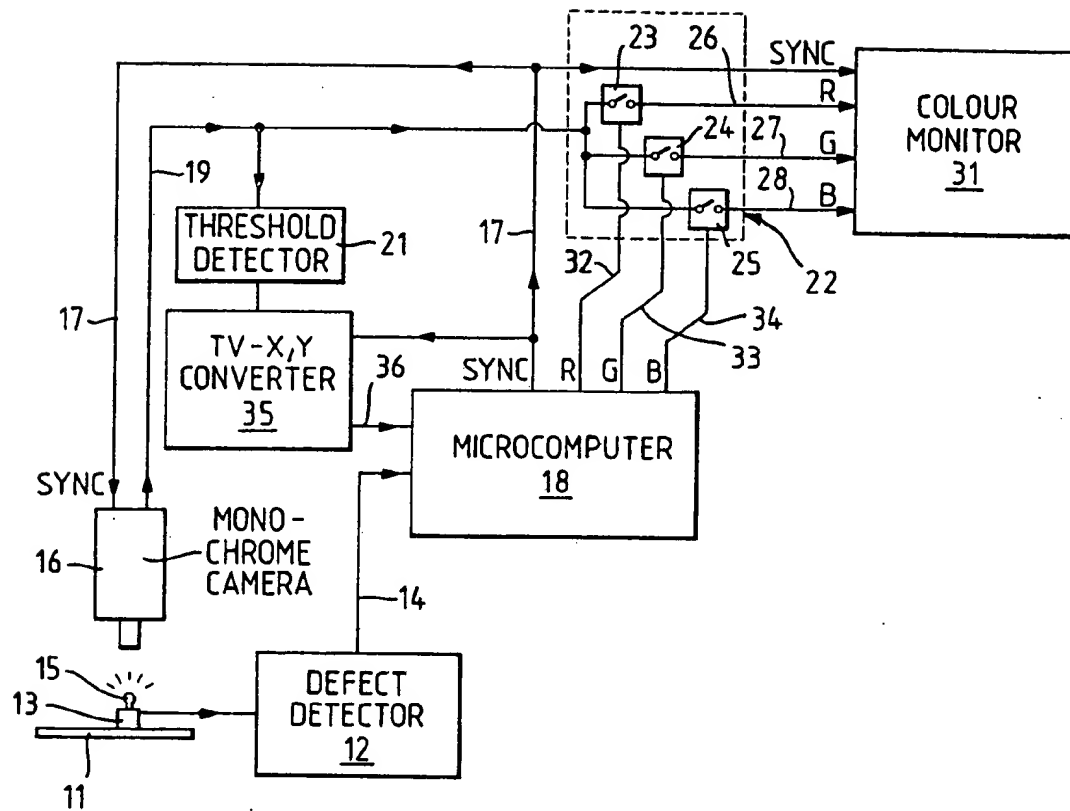 23
26
SYNC
R
COLOUR
MONITOR
31
24
27
G
28
B
19
THRESHOLD
DETECTOR
21
17
25
22
32
17
34
33
TV-X,Y
CONVERTER
35
36
SYNC
R
G
B
MICROCOMPUTER
18
SYNC
MONO-
CHROME
CAMERA
16
14
15
13
11
DEFECT
DETECTOR
12